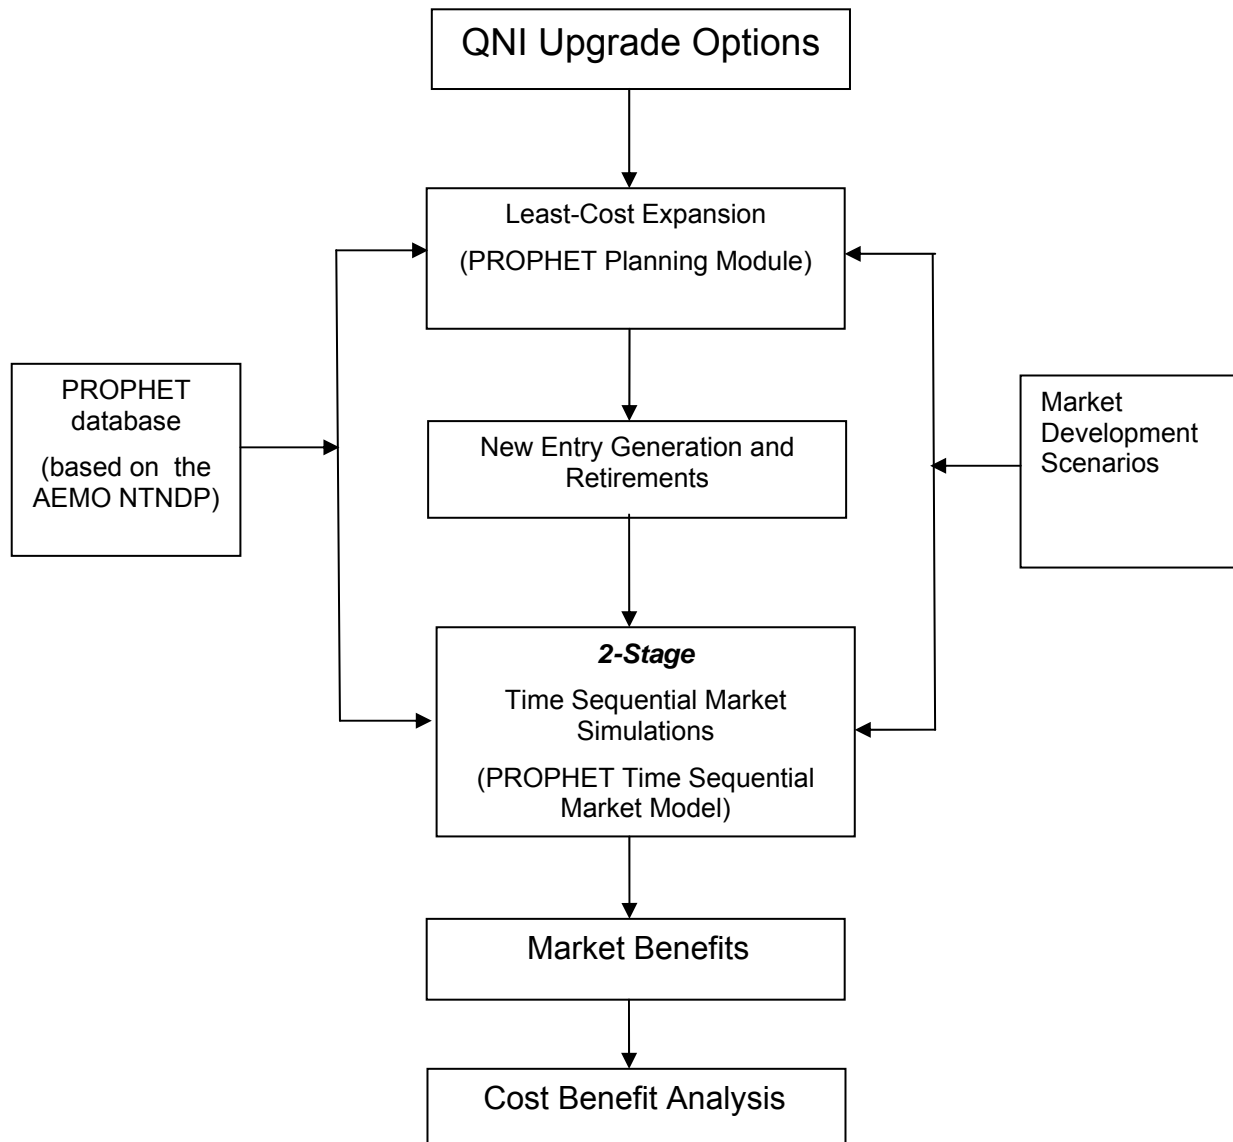 QNI Upgrade Options
Least-Cost Expansion
(PROPHET Planning Module)
PROPHET
database
(based on the
AEMO NTNDP)
Market
Development
Scenarios
New Entry Generation and
Retirements
2-Stage
Time Sequential Market
Simulations
(PROPHET Time Sequential
Market Model)
Market Benefits
Cost Benefit Analysis